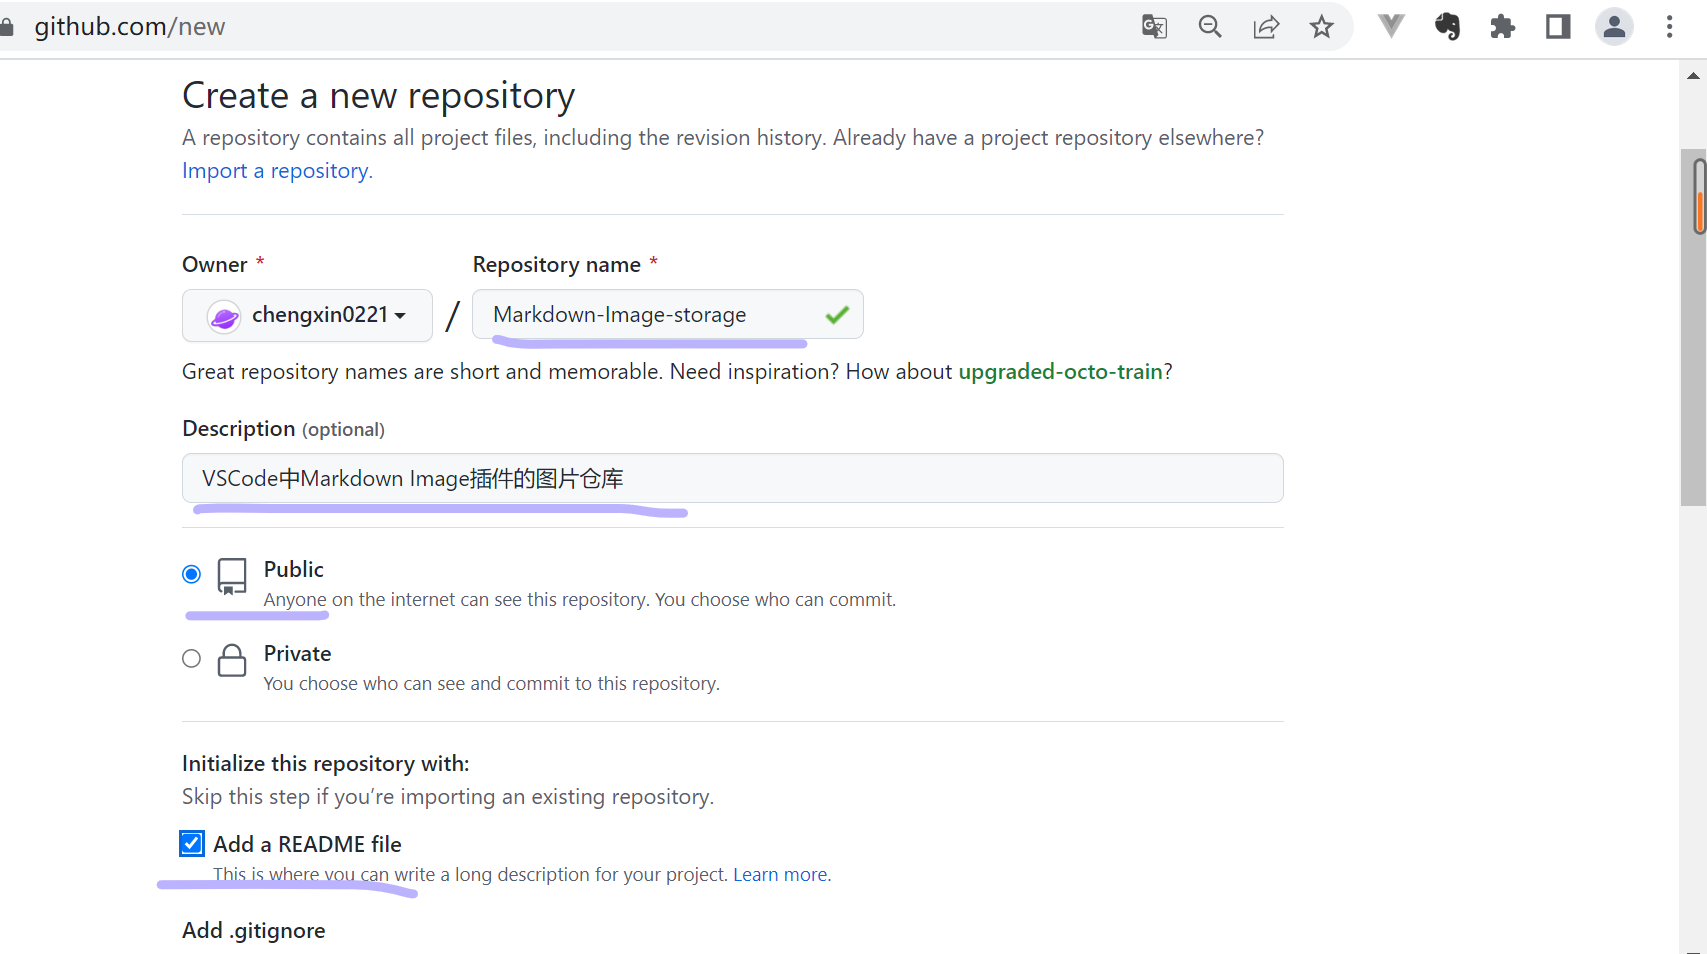 github.com/new
Create a new repository
A repository contains all project files, including the revision history. Already have a project repository elsewhere?
Import a repository.
Owner * Repository name *
chengxin0221 / Markdown-Image-storage
Great repository names are short and memorable. Need inspiration? How about upgraded-octo-train?
Description (optional)
VSCode中Markdown Image插件的图片仓库
Public
Anyone on the internet can see this repository. You choose who can commit.
Private
You choose who can see and commit to this repository.
Initialize this repository with:
Skip this step if you’re importing an existing repository.
Add a README file
This is where you can write a long description for your project. Learn more.
Add .gitignore